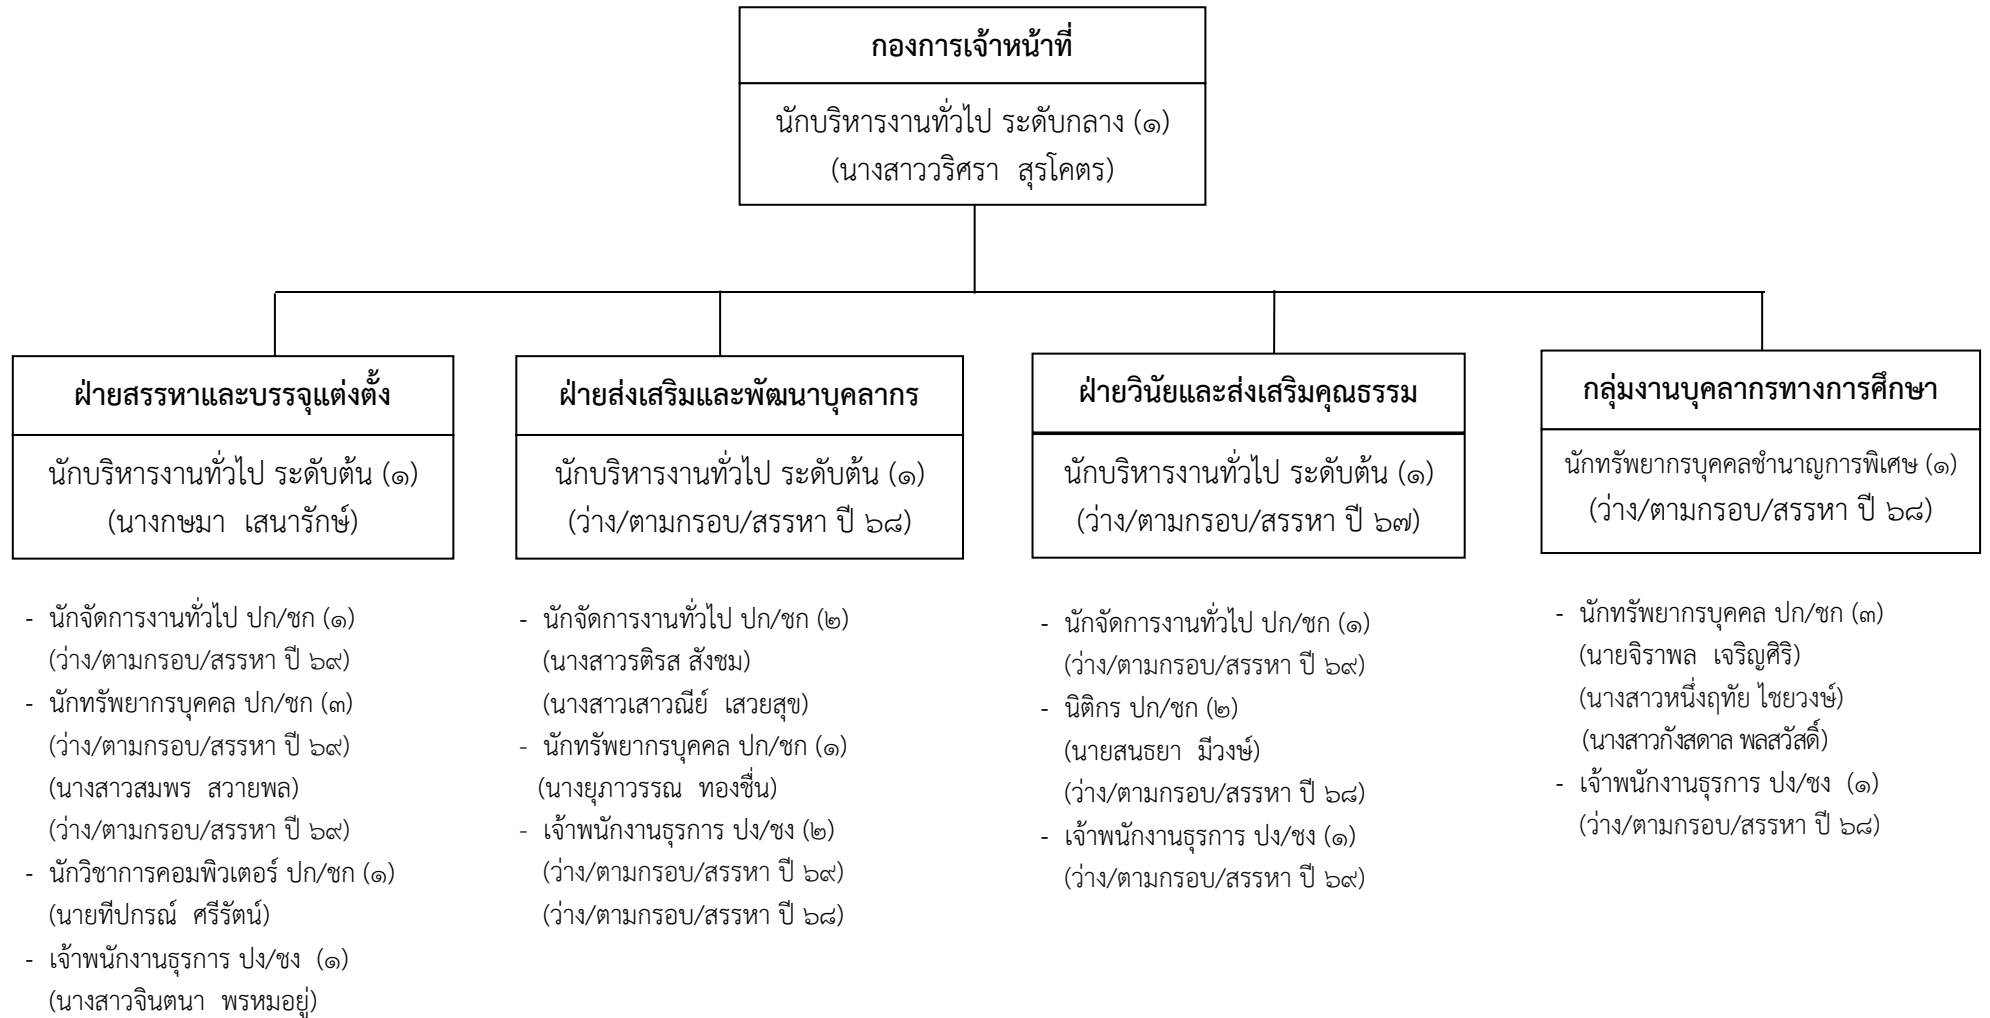 กองการเจ้าหน้าที่
นักบริหารงานทั่วไป ระดับกลาง (๑)
(นางสาววริศรา สุรโคตร)
ฝ่ายสรรหาและบรรจุแต่งตั้ง
นักบริหารงานทั่วไป ระดับต้น (๑)
(นางกษมา เสนารักษ์)
- นักจัดการงานทั่วไป ปก/ชก (๑)
(ว่าง/ตามกรอบ/สรรหา ปี ๖๙)
- นักทรัพยากรบุคคล ปก/ชก (๓)
(ว่าง/ตามกรอบ/สรรหา ปี ๖๙)
(นางสาวสมพร สวายพล)
(ว่าง/ตามกรอบ/สรรหา ปี ๖๙)
- นักวิชาการคอมพิวเตอร์ ปก/ชก (๑)
(นายทีปกรณ์ ศรีรัตน์)
- เจ้าพนักงานธุรการ ปง/ชง (๑)
(นางสาวจินตนา พรหมอยู่)
ฝ่ายส่งเสริมและพัฒนาบุคลากร
นักบริหารงานทั่วไป ระดับต้น (๑)
(ว่าง/ตามกรอบ/สรรหา ปี ๖๘)
- นักจัดการงานทั่วไป ปก/ชก (๒)
(นางสาวรติรส สังชม)
(นางสาวเสาวณีย์ เสวยสุข)
- นักทรัพยากรบุคคล ปก/ชก (๑)
(นางยุภาวรรณ ทองชื่น)
- เจ้าพนักงานธุรการ ปง/ชง (๒)
(ว่าง/ตามกรอบ/สรรหา ปี ๖๙)
(ว่าง/ตามกรอบ/สรรหา ปี ๖๘)
ฝ่ายวินัยและส่งเสริมคุณธรรม
นักบริหารงานทั่วไป ระดับต้น (๑)
(ว่าง/ตามกรอบ/สรรหา ปี ๖๗)
- นักจัดการงานทั่วไป ปก/ชก (๑)
(ว่าง/ตามกรอบ/สรรหา ปี ๖๙)
- นิติกร ปก/ชก (๒)
(นายสนธยา มีวงษ์)
(ว่าง/ตามกรอบ/สรรหา ปี ๖๘)
- เจ้าพนักงานธุรการ ปง/ชง (๑)
(ว่าง/ตามกรอบ/สรรหา ปี ๖๙)
กลุ่มงานบุคลากรทางการศึกษา
นักทรัพยากรบุคคลชำนาญการพิเศษ (๑)
(ว่าง/ตามกรอบ/สรรหา ปี ๖๘)
- นักทรัพยากรบุคคล ปก/ชก (๓)
(นายจิราพล เจริญศิริ)
(นางสาวหนึ่งฤทัย ไชยวงษ์)
(นางสาวกังสดาล พลสวัสดิ์)
- เจ้าพนักงานธุรการ ปง/ชง (๑)
(ว่าง/ตามกรอบ/สรรหา ปี ๖๘)